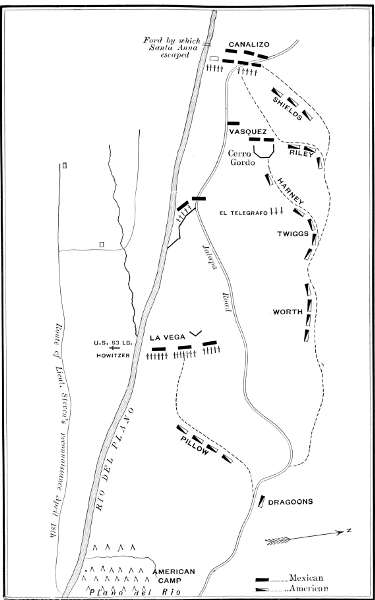 Ford by which
Santa Anna
escaped
CANALIZO
SHIELDS
VASQUEZ
Cerro
Gordo
RILEY
HARNEY
EL TELEGRAFO
TWIGGS
Jalapa
Road
WORTH
U.S. 83 LB.
HOWITZER
LA VEGA
Route of Lieut.
reconnaissance April 18th
RIO DEL PLANO
PILLOW
DRAGOONS
N
AMERICAN
CAMP
Plano del Rio
Mexican
American